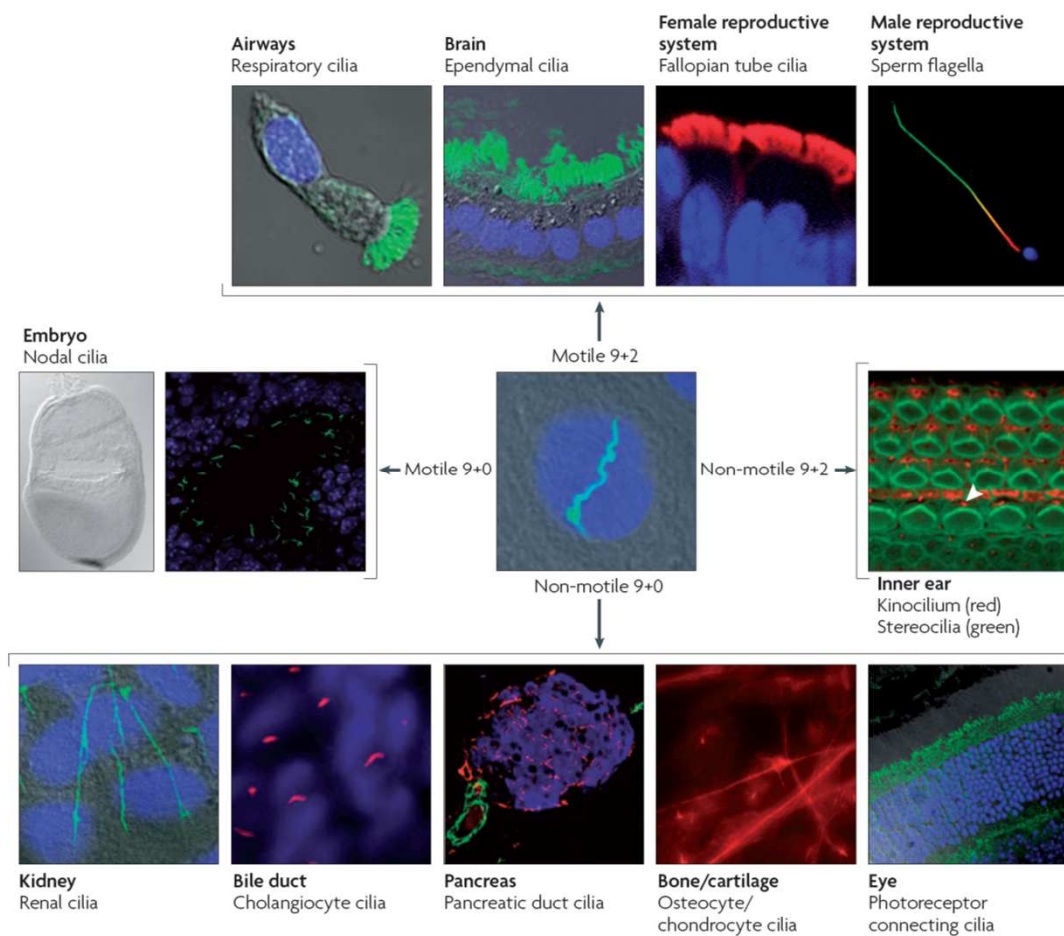 Airways
Respiratory cilia
Brain
Ependymal cilia
Female reproductive
system
Fallopian tube cilia
Male reproductive
system
Sperm flagella
Embryo
Nodal cilia
Motile 9+2
Motile 9+0
Non-motile 9+2
Non-motile 9+0
Inner ear
Kinocilium (red)
Stereocilia (green)
Kidney
Renal cilia
Bile duct
Cholangiocyte cilia
Pancreas
Pancreatic duct cilia
Bone/cartilage
Osteocyte/
chondrocyte cilia
Eye
Photoreceptor
connecting cilia